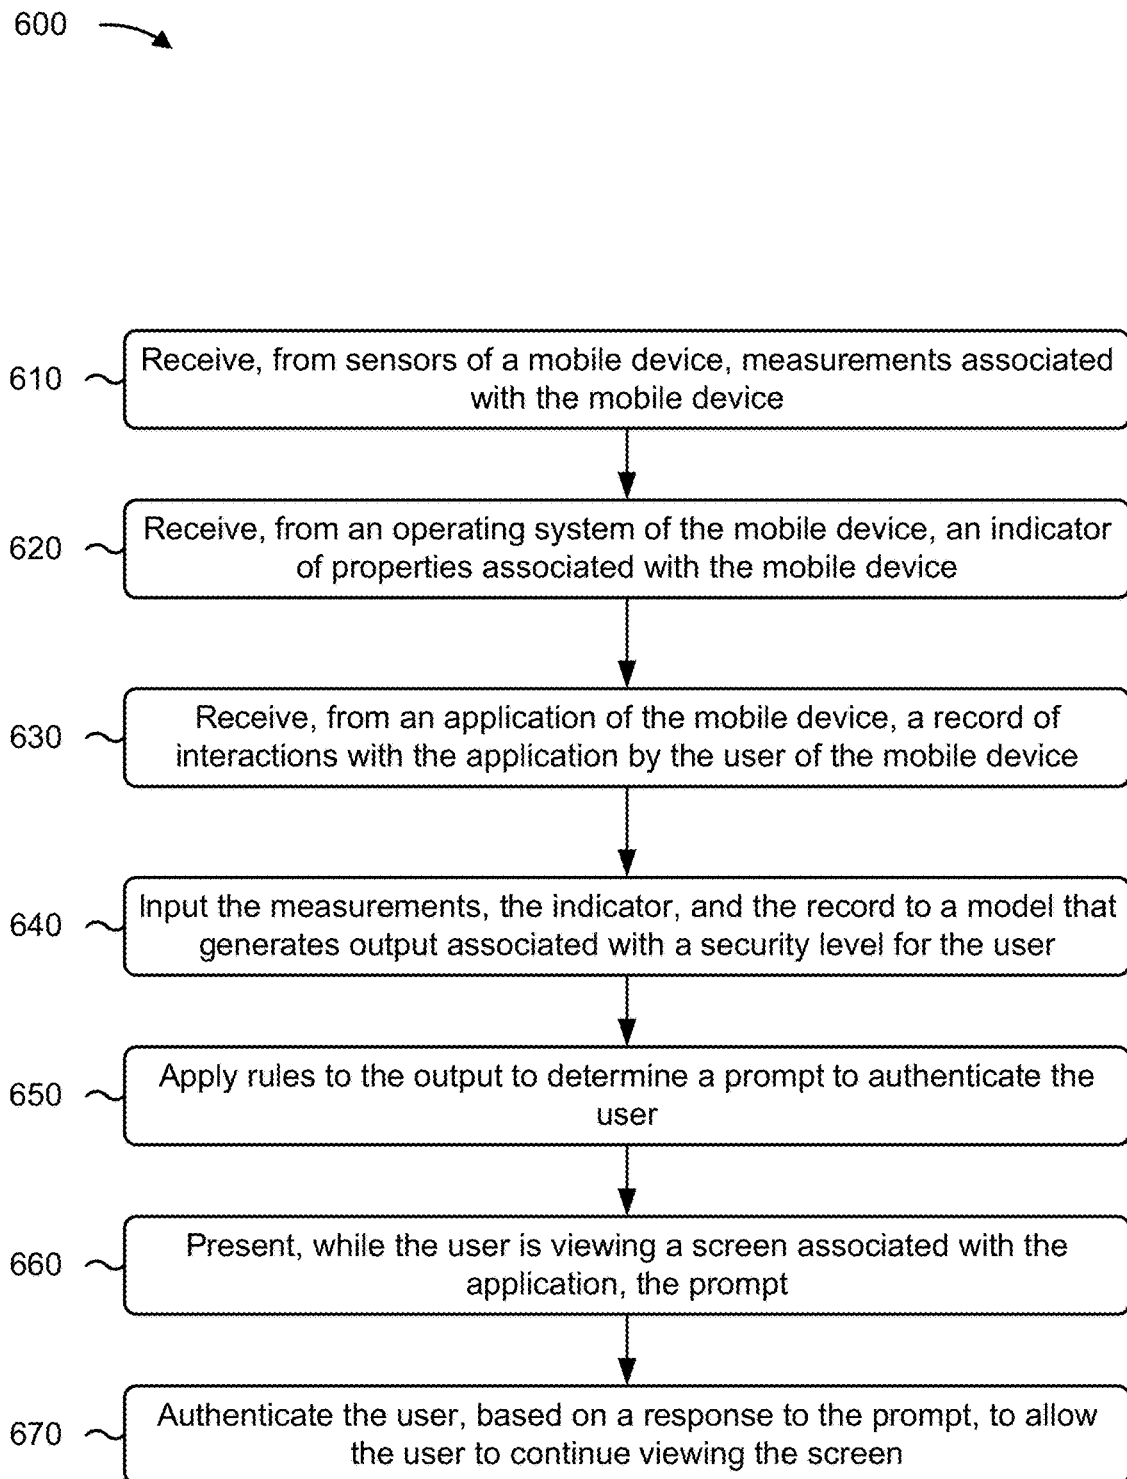 600
610
Receive, from sensors of a mobile device, measurements associated
with the mobile device
620
Receive, from an operating system of the mobile device, an indicator
of properties associated with the mobile device
630
Receive, from an application of the mobile device, a record of
interactions with the application by the user of the mobile device
640
Input the measurements, the indicator, and the record to a model that
generates output associated with a security level for the user
650
Apply rules to the output to determine a prompt to authenticate the
user
660
Present, while the user is viewing a screen associated with the
application, the prompt
670
Authenticate the user, based on a response to the prompt, to allow
the user to continue viewing the screen